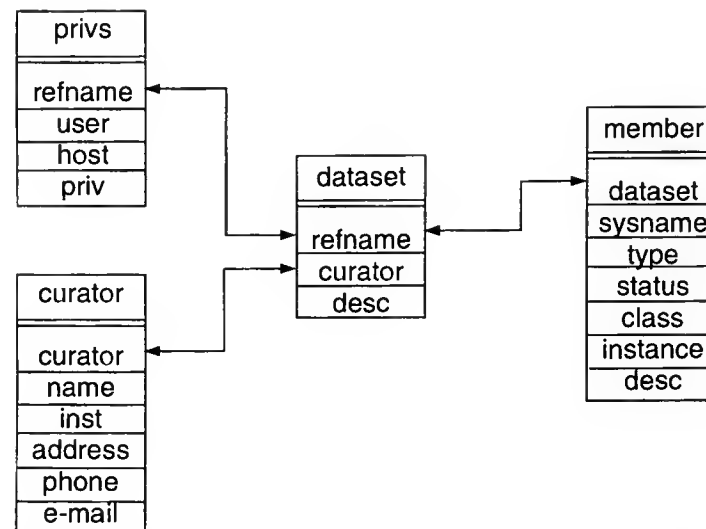 privs
refname
user
host
priv
curator
curator
name
inst
address
phone
e-mail
dataset
refname
curator
desc
member
dataset
sysname
type
status
class
instance
desc